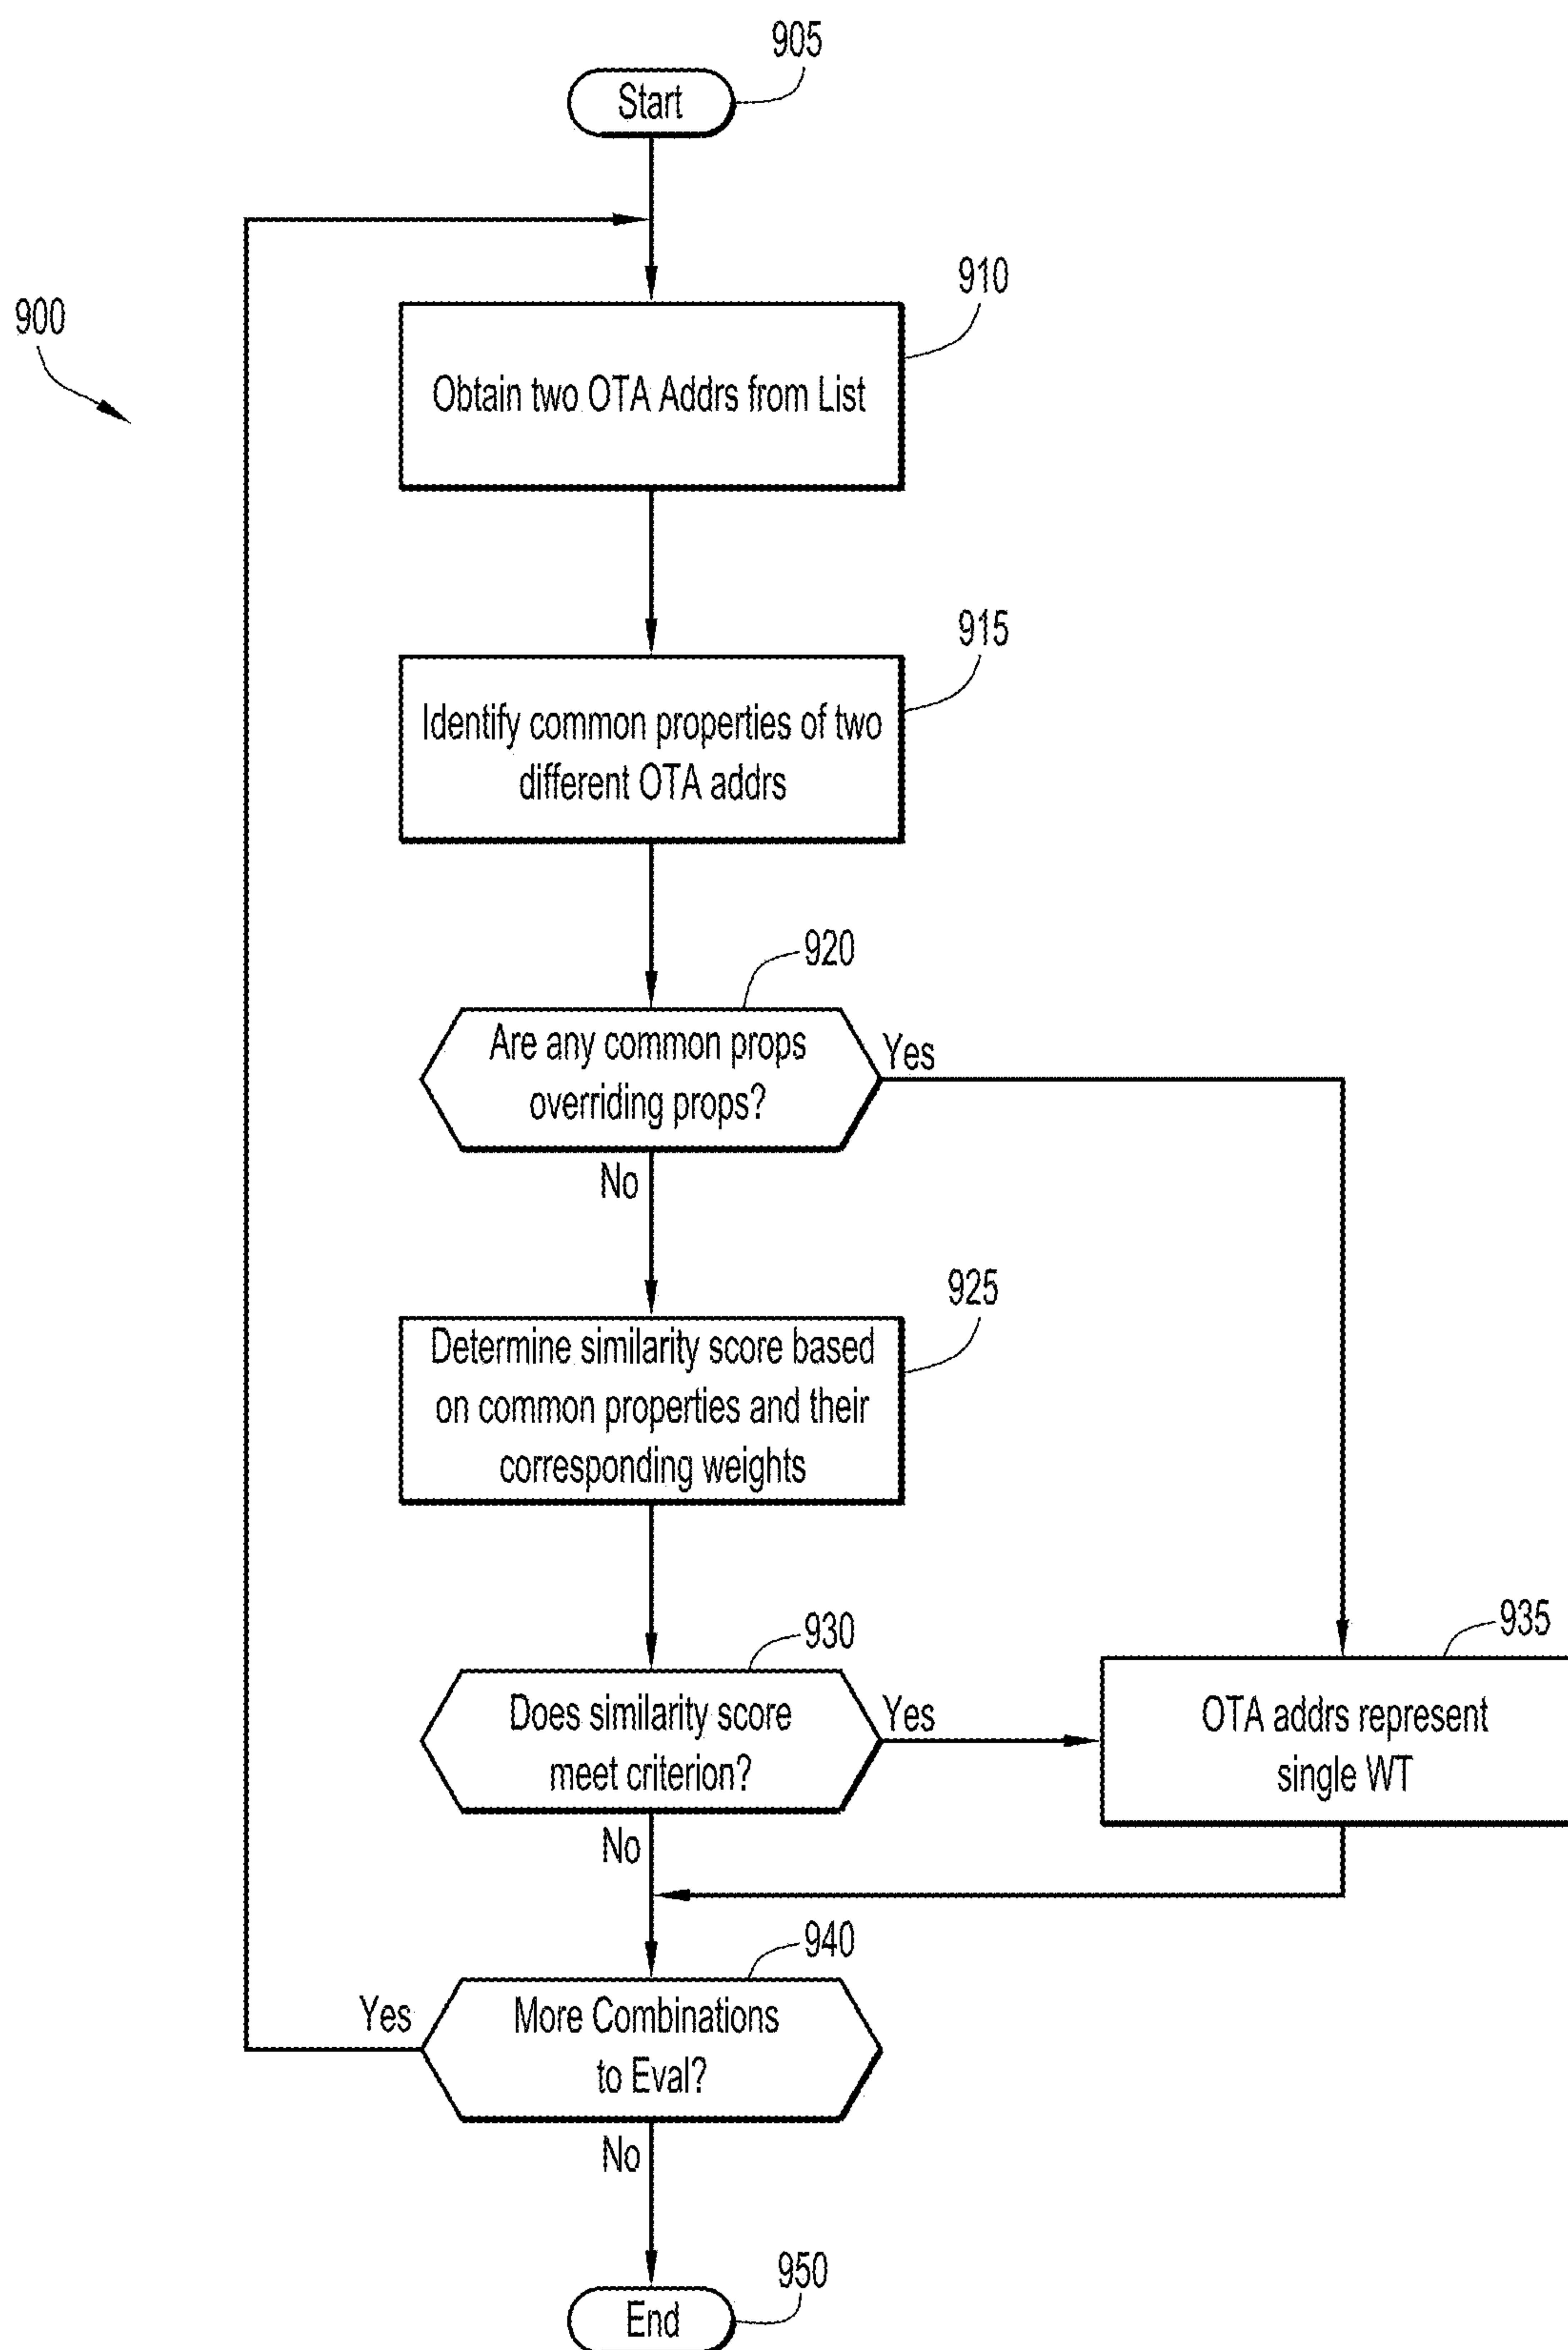 905
Start
900
910
Obtain two OTA Addrs from List
915
Identify common properties of two
different OTA addrs
920
Are any common props
overriding props?
Yes
No
925
Determine similarity score based
on common properties and their
corresponding weights
930
Does similarity score
meet criterion?
Yes
935
OTA addrs represent
single WT
No
940
More Combinations
to Eval?
Yes
No
950
End